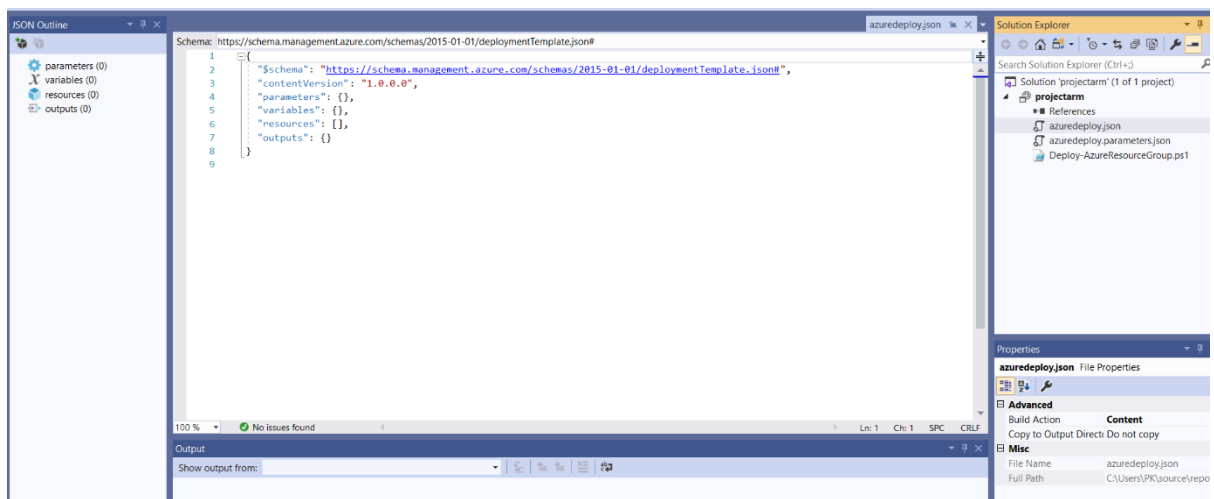 JSON Outline
parameters (0)
variables (0)
resources (0)
outputs (0)
azuredeploy.json
Schema: https://schema.management.azure.com/schemas/2015-01-01/deploymentTemplate.json#
1 {
2 "$schema": "https://schema.management.azure.com/schemas/2015-01-01/deploymentTemplate.json#",
3 "contentVersion": "1.0.0.0",
4 "parameters": {},
5 "variables": {},
6 "resources": [],
7 "outputs": {}
8 }
9
100 % No issues found Ln: 1 Ch: 1 SPC CRLF
Output
Show output from:
Solution Explorer
Search Solution Explorer (Ctrl+;)
Solution 'projectarm' (1 of 1 project)
projectarm
References
azuredeploy.json
azuredeploy.parameters.json
Deploy-AzureResourceGroup.ps1
Properties
azuredeploy.json File Properties
Advanced
Build Action Content
Copy to Output Directo Do not copy
Misc
File Name azuredeploy.json
Full Path C:\Users\PK\source\repo